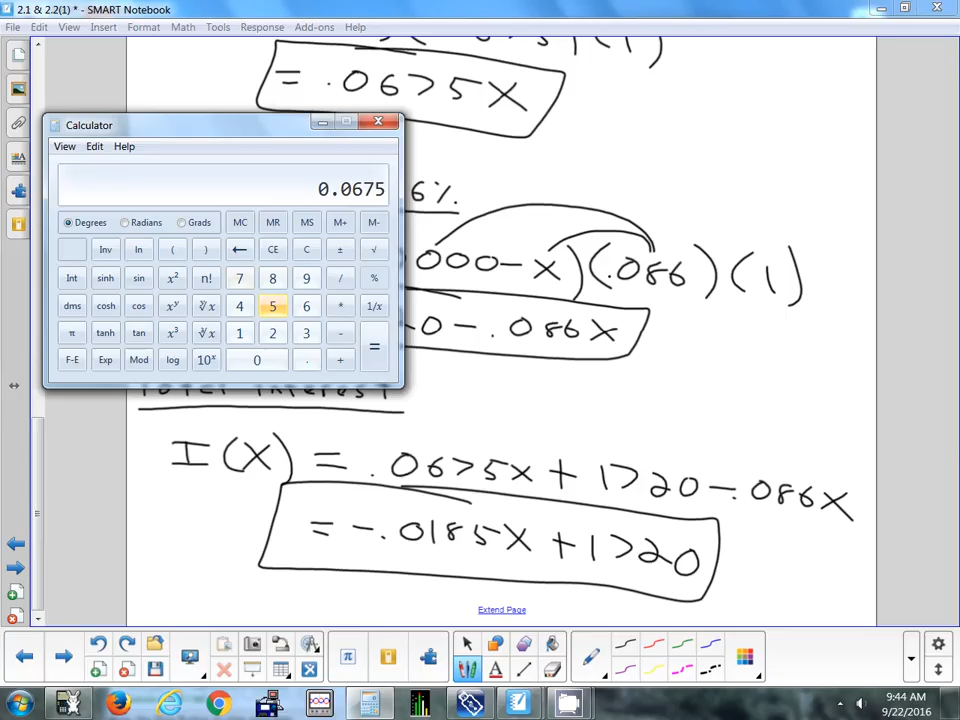 2.1 & 2.2(1) * - SMART Notebook
File Edit View Insert Format Math Tools Response Add-ons Help
= .0675X
Calculator
View Edit Help
0.0675
6%
Degrees Radians Grads MC MR MS M+ M-
Inv ln ( ) ← CE C ± √
000-X)(.086)(1)
Int sinh sin x² n! 7 8 9 / %
dms cosh cos xʸ ʸ√x 4 5 6 * 1/x
0-.086X
π tanh tan x³ ³√x 1 2 3 - =
F-E Exp Mod log 10ˣ 0 . +
Total Interest
I(X) = .0675X + 1720-.086X
= -.0185X + 1720
Extend Page
π A
9:44 AM
9/22/2016